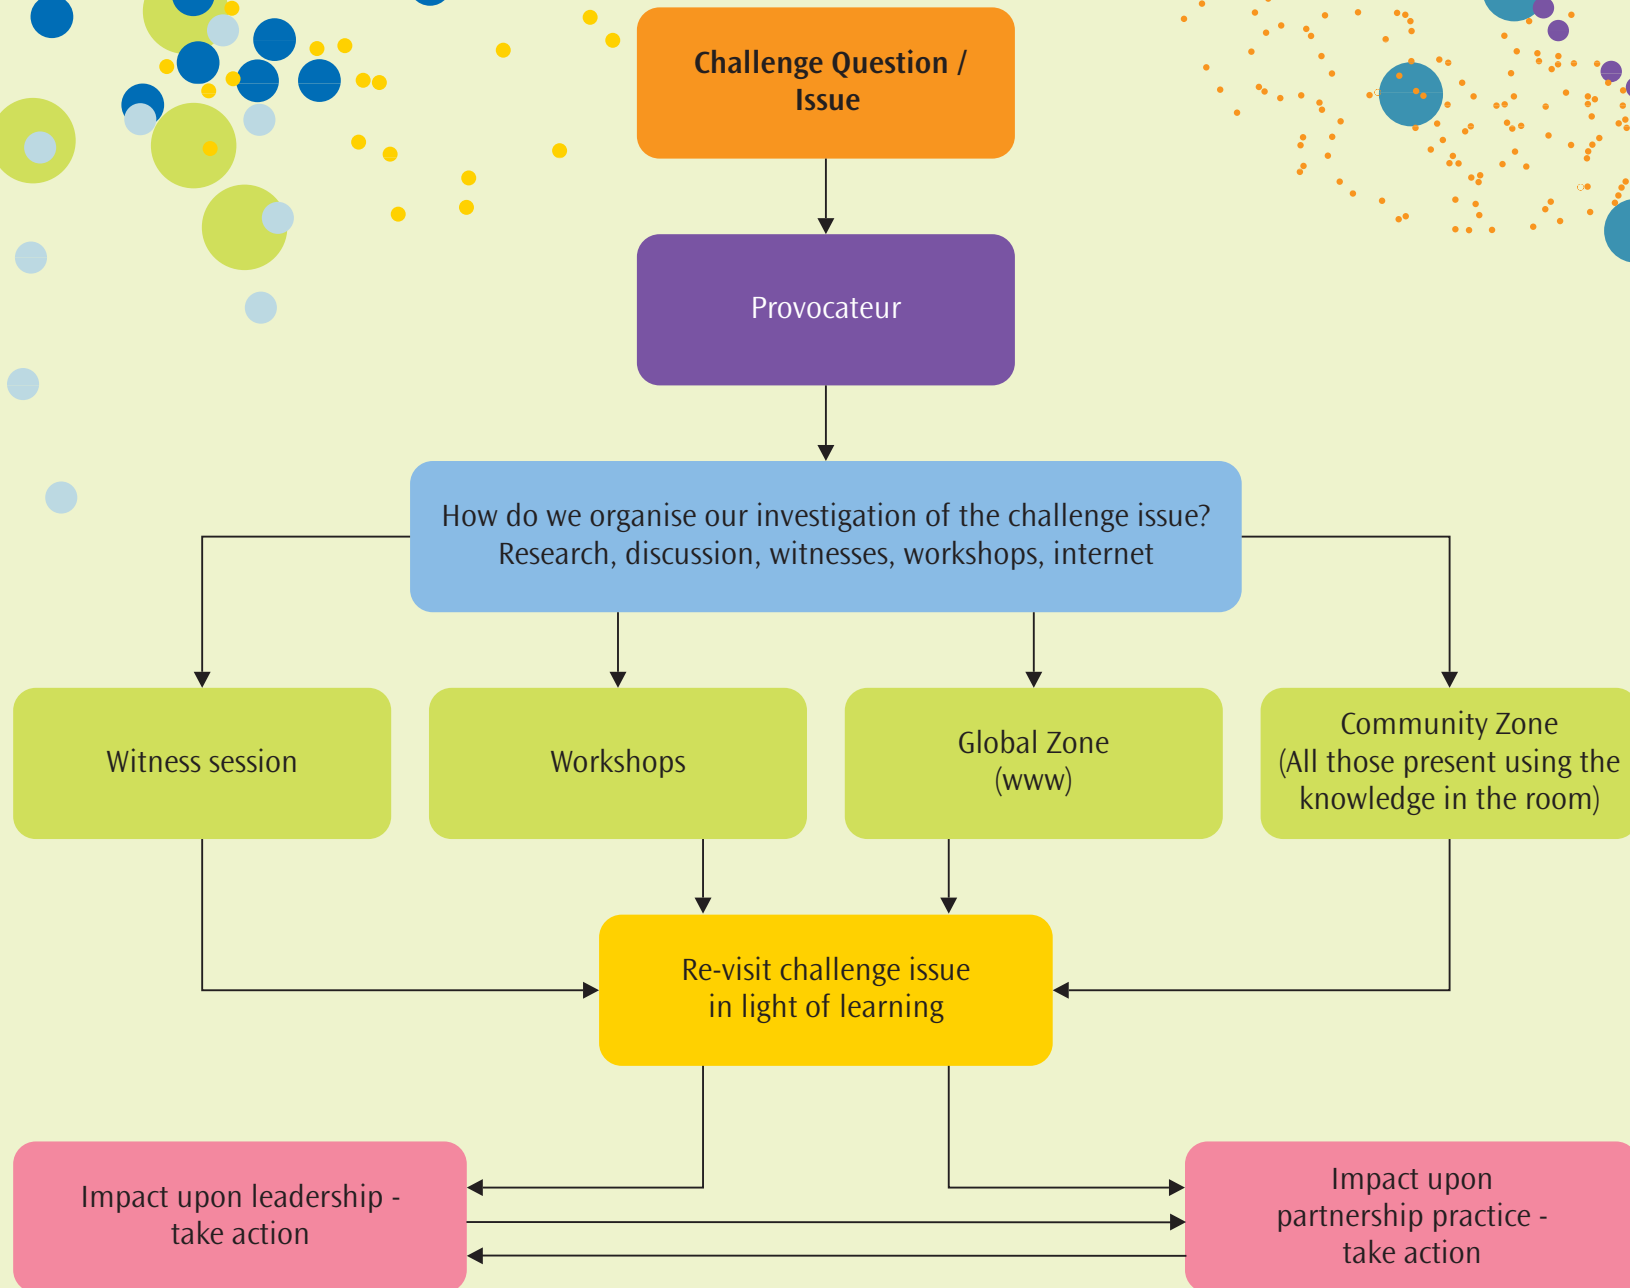 Challenge Question /
Issue
Provocateur
How do we organise our investigation of the challenge issue?
Research, discussion, witnesses, workshops, internet
Witness session
Workshops
Global Zone
(www)
Community Zone
(All those present using the
knowledge in the room)
Re-visit challenge issue
in light of learning
Impact upon leadership -
take action
Impact upon
partnership practice -
take action